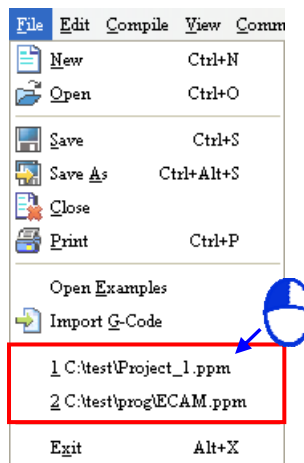 File Edit Compile View Comm
New Ctrl+N
Open Ctrl+O
Save Ctrl+S
Save As Ctrl+Alt+S
Close
Print Ctrl+P
Open Examples
Import G-Code
1 C:\test\Project_1.ppm
2 C:\test\prog\ECAM.ppm
Exit Alt+X